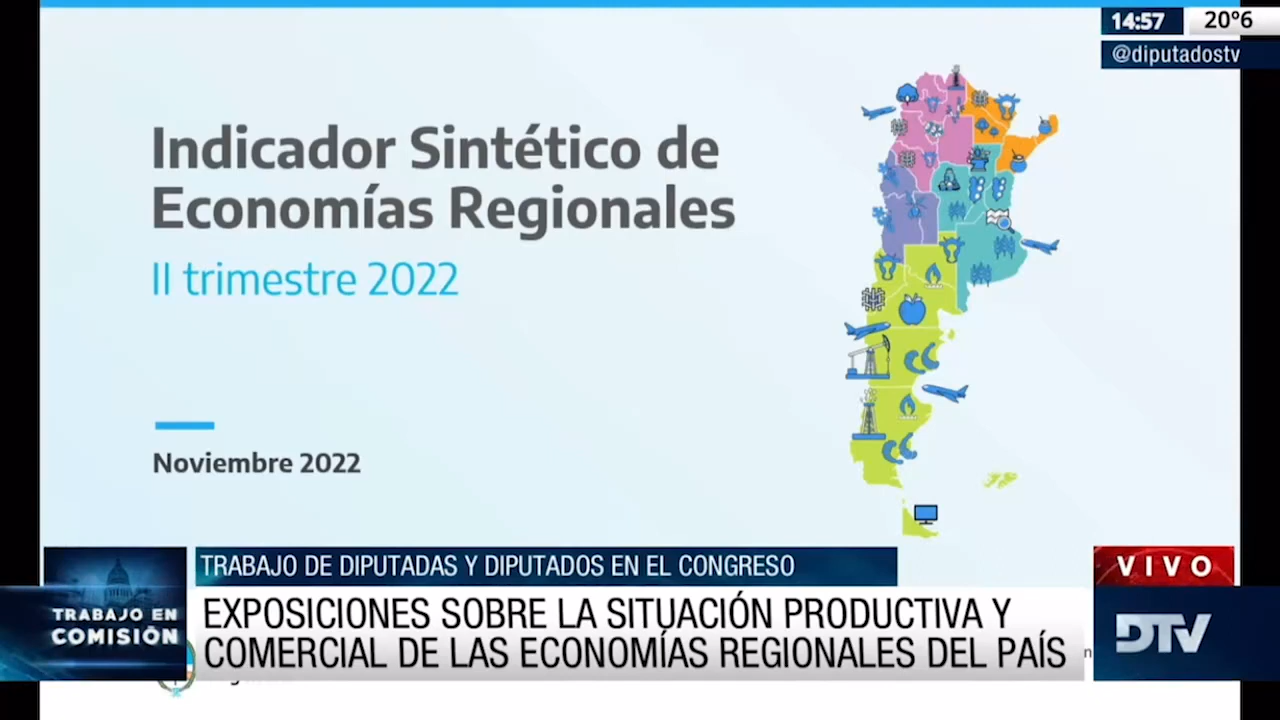 14:57
20°6
@diputadostv
Indicador Sintético de
Economías Regionales
II trimestre 2022
Noviembre 2022
TRABAJO DE DIPUTADAS Y DIPUTADOS EN EL CONGRESO
VIVO
TRABAJO EN
COMISIÓN
EXPOSICIONES SOBRE LA SITUACIÓN PRODUCTIVA Y
COMERCIAL DE LAS ECONOMÍAS REGIONALES DEL PAÍS
DTV